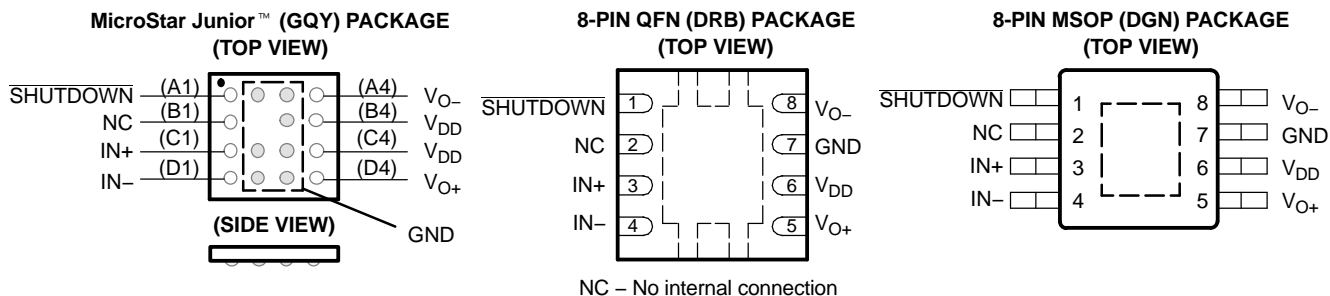 MicroStar Junior™ (GQY) PACKAGE
(TOP VIEW)
SHUTDOWN (A1) (A4) VO–
NC (B1) (B4) VDD
IN+ (C1) (C4) VDD
IN– (D1) (D4) VO+
(SIDE VIEW)
GND
8-PIN QFN (DRB) PACKAGE
(TOP VIEW)
SHUTDOWN 1 8 VO–
NC 2 7 GND
IN+ 3 6 VDD
IN– 4 5 VO+
NC – No internal connection
8-PIN MSOP (DGN) PACKAGE
(TOP VIEW)
SHUTDOWN 1 8 VO–
NC 2 7 GND
IN+ 3 6 VDD
IN– 4 5 VO+